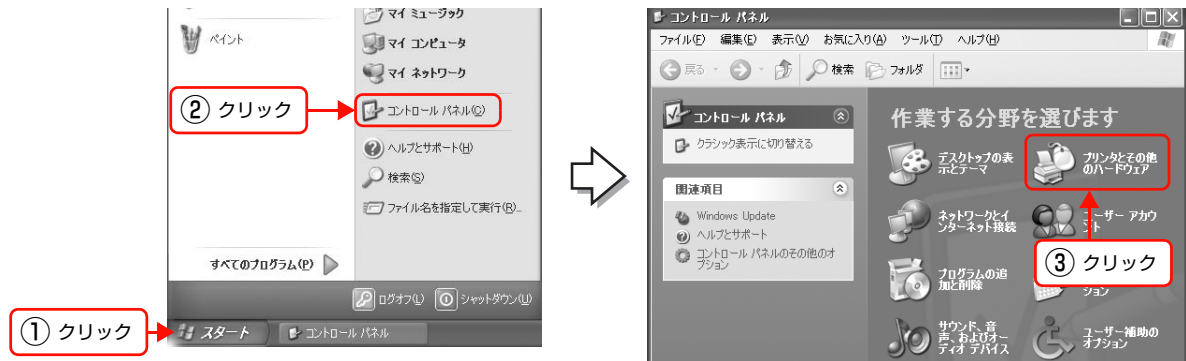 マイ ミュージック
ペイント
マイ コンピュータ
マイ ネットワーク
② クリック
コントロール パネル(C)
ヘルプとサポート(H)
検索(S)
ファイル名を指定して実行(R)...
すべてのプログラム(P)
ログオフ(L)
シャットダウン(U)
① クリック
スタート
コントロール パネル
コントロール パネル
ファイル(F) 編集(E) 表示(V) お気に入り(A) ツール(T) ヘルプ(H)
戻る 検索 フォルダ
コントロール パネル
クラシック表示に切り替える
関連項目
Windows Update
ヘルプとサポート
コントロール パネルのその他のオ
プション
作業する分野を選びます
デスクトップの表
示とテーマ
プリンタとその他
のハードウェア
ネットワークとイ
ンターネット接続
ーザー アカウ
ント
③ クリック
プログラムの追
加と削除
ション
サウンド、音
声、およびオー
ディオ デバイス
ユーザー補助の
オプション